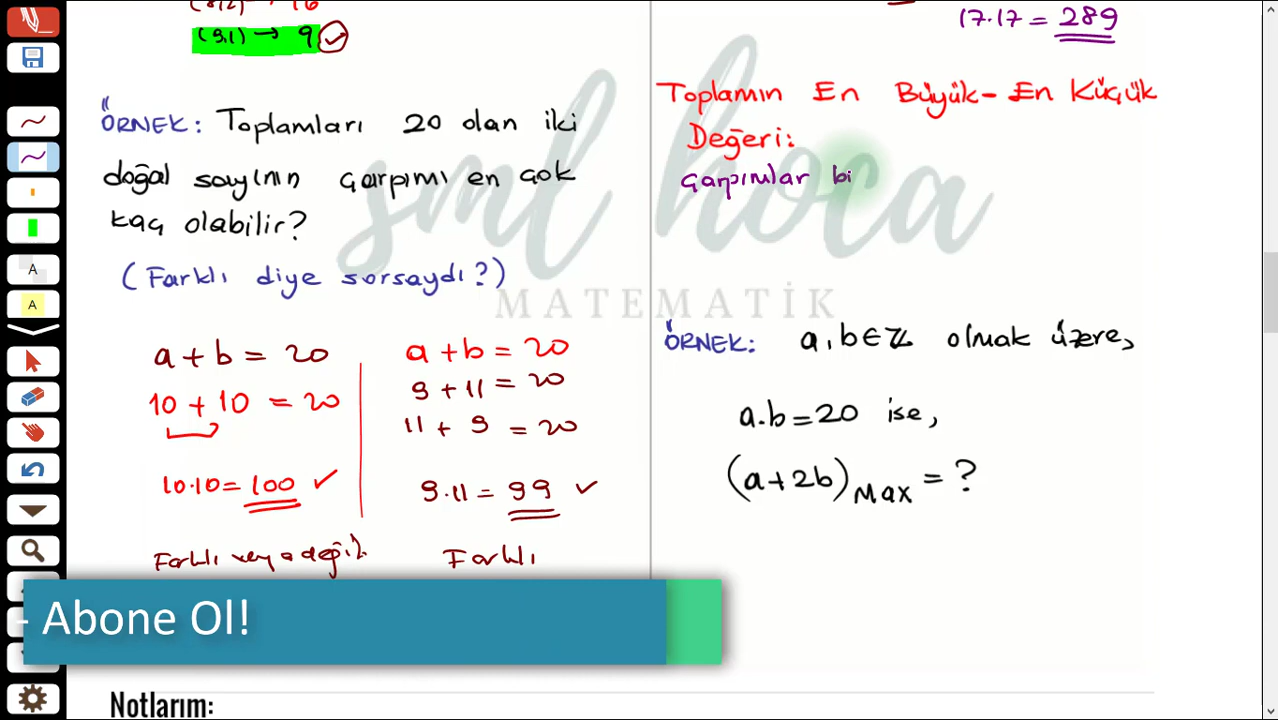 (9,1) → 9
ÖRNEK: Toplamları 20 olan iki
doğal sayının çarpımı en çok
kaç olabilir?
(Farklı diye sorsaydı?)
a + b = 20
10 + 10 = 20
10.10 = 100
Farklı veya değil
a + b = 20
9 + 11 = 20
11 + 9 = 20
9.11 = 99
Farklı
17.17 = 289
Toplamın En Büyük - En Küçük
Değeri:
Çarpımlar bi
ÖRNEK: a, b ∈ Z olmak üzere,
a.b = 20 ise,
(a + 2b) Max = ?
sml hoca
MATEMATİK
- Abone Ol!
Notlarım:
A
A